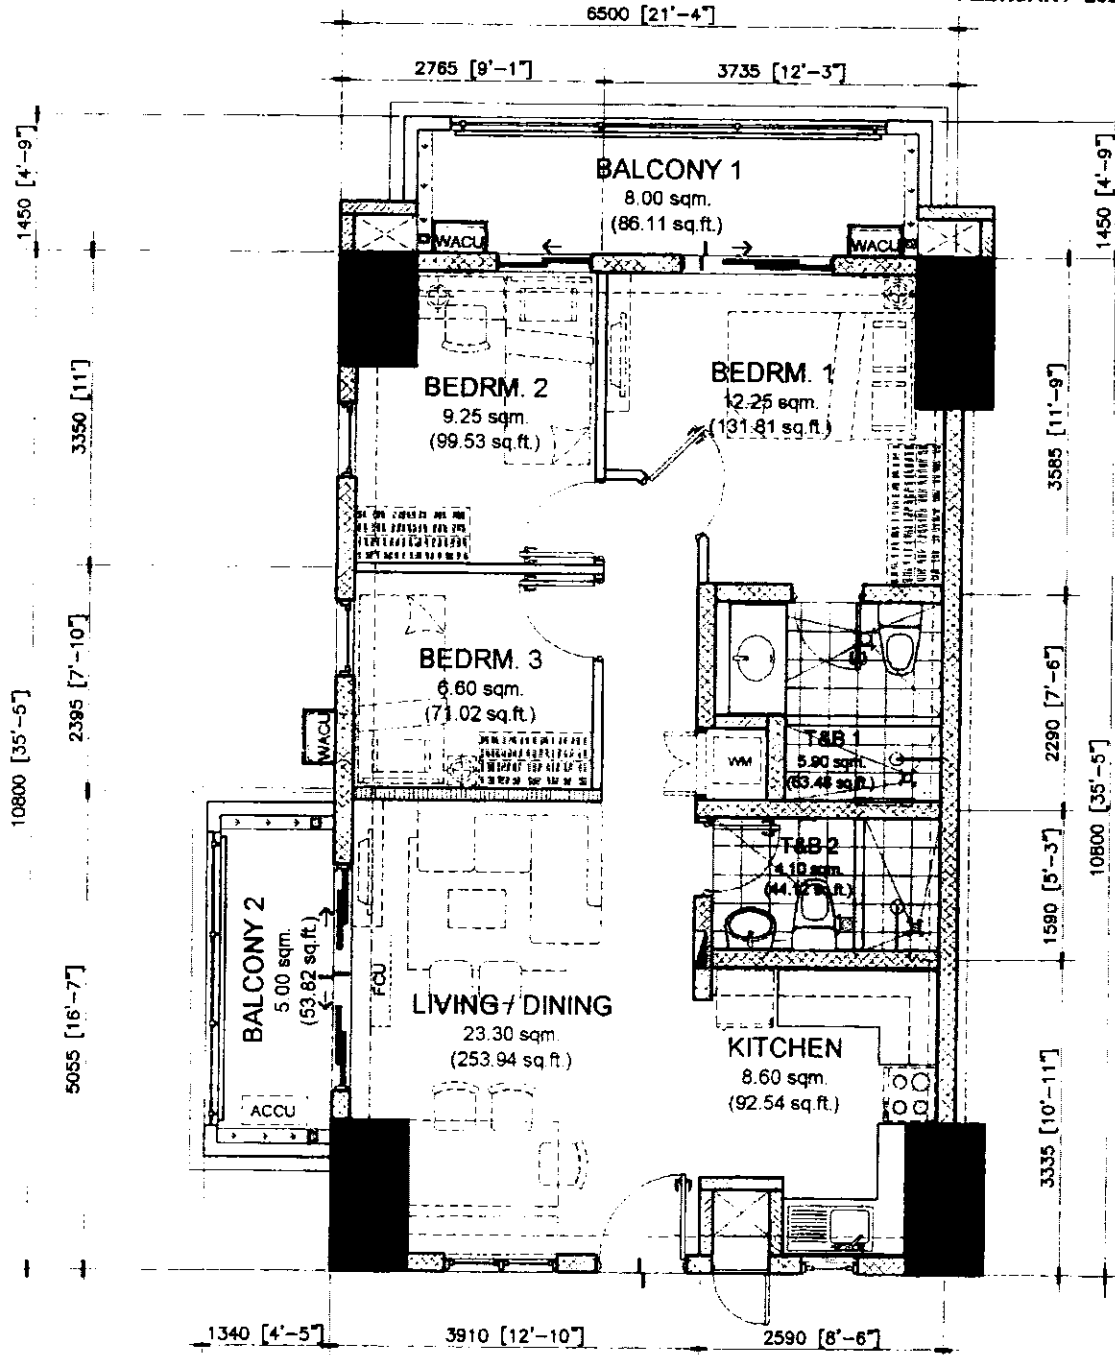 6500 [21'-4"]
2765 [9'-1"]
3735 [12'-3"]
1450 [4'-9"]
1450 [4'-9"]
BALCONY 1
8.00 sqm.
(86.11 sq.ft.)
WACU
WACU
3350 [11']
BEDRM. 2
9.25 sqm.
(99.53 sq.ft.)
BEDRM. 1
12.25 sqm.
(131.81 sq.ft.)
3585 [11'-9"]
10800 [35'-5"]
2395 [7'-10"]
BEDRM. 3
6.60 sqm.
(71.02 sq.ft.)
WACU
WM
T&B 1
5.90 sqm.
(63.48 sq.ft.)
2290 [7'-6"]
10800 [35'-5"]
T&B 2
4.10 sqm.
(44.12 sq.ft.)
1590 [5'-3"]
5055 [16'-7"]
BALCONY 2
5.00 sqm.
(53.82 sq.ft.)
FCU
ACCU
LIVING / DINING
23.30 sqm.
(253.94 sq.ft.)
KITCHEN
8.60 sqm.
(92.54 sq.ft.)
3335 [10'-11"]
1340 [4'-5"]
3910 [12'-10"]
2590 [8'-6"]